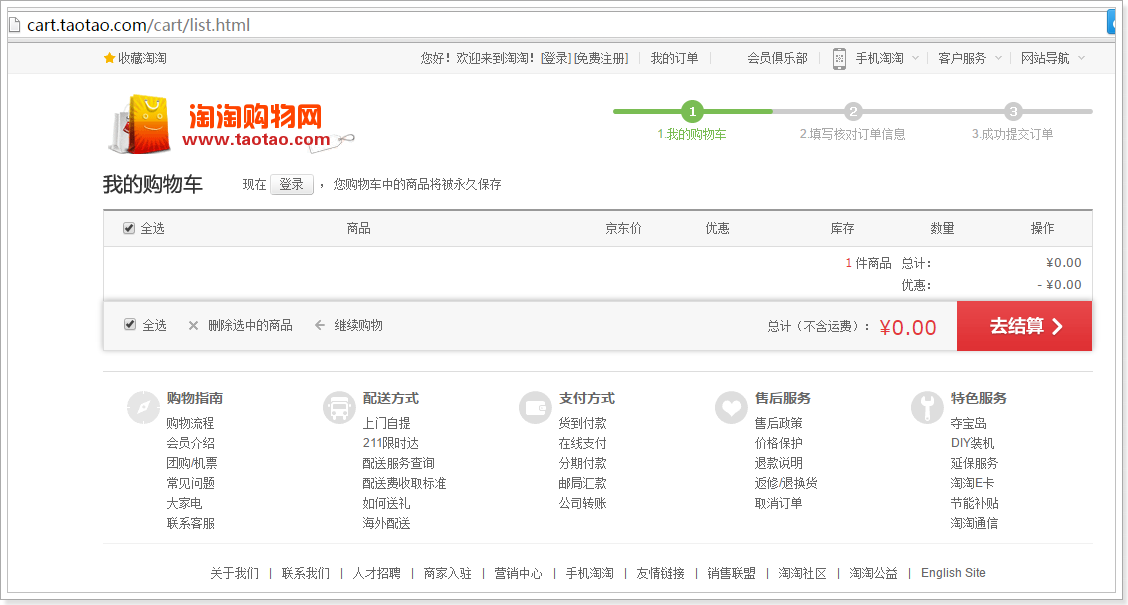 cart.taotao.com/cart/list.html
收藏淘淘 您好！欢迎来到淘淘！[登录] [免费注册] 我的订单 会员俱乐部 手机淘淘 客户服务 网站导航
淘淘购物网
www.taotao.com
1 2 3
1.我的购物车 2.填写核对订单信息 3.成功提交订单
我的购物车 现在 登录 ，您购物车中的商品将被永久保存
全选 商品 京东价 优惠 库存 数量 操作
1 件商品 总计： ¥0.00
优惠： - ¥0.00
全选 删除选中的商品 继续购物 总计（不含运费）： ¥0.00 去结算
购物指南 配送方式 支付方式 售后服务 特色服务
购物流程 上门自提 货到付款 售后政策 夺宝岛
会员介绍 211限时达 在线支付 价格保护 DIY装机
团购/机票 配送服务查询 分期付款 退款说明 延保服务
常见问题 配送费收取标准 邮局汇款 返修/退换货 淘淘E卡
大家电 如何送礼 公司转账 取消订单 节能补贴
联系客服 海外配送 淘淘通信
关于我们 | 联系我们 | 人才招聘 | 商家入驻 | 营销中心 | 手机淘淘 | 友情链接 | 销售联盟 | 淘淘社区 | 淘淘公益 | English Site